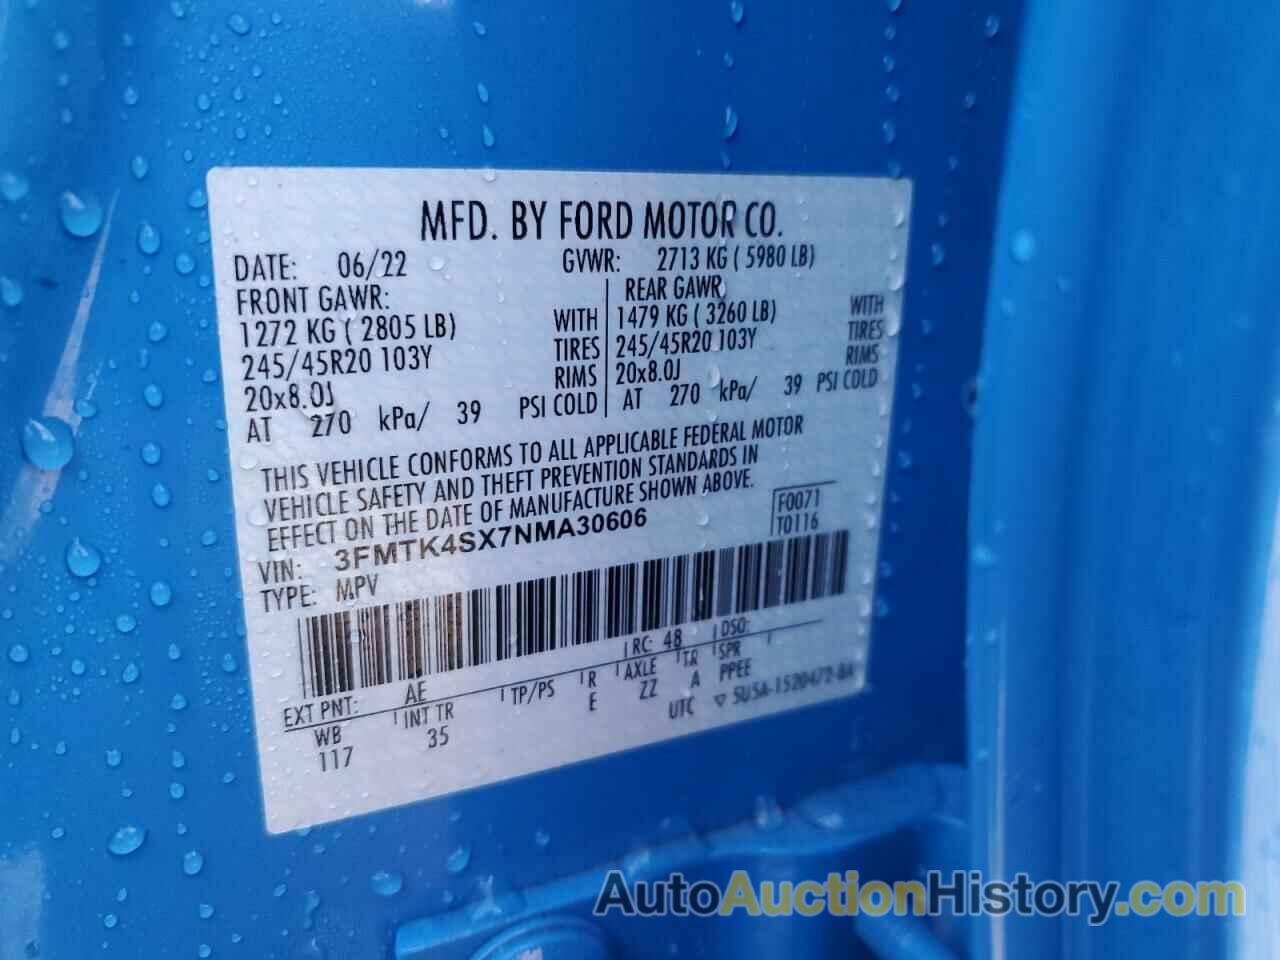 MFD. BY FORD MOTOR CO.
DATE: 06/22 GVWR: 2713 KG ( 5980 LB)
FRONT GAWR: REAR GAWR
1272 KG ( 2805 LB) WITH 1479 KG ( 3260 LB) WITH
245/45R20 103Y TIRES 245/45R20 103Y TIRES
20x8.0J RIMS 20x8.0J RIMS
AT 270 kPa/ 39 PSI COLD AT 270 kPa/ 39 PSI COLD
THIS VEHICLE CONFORMS TO ALL APPLICABLE FEDERAL MOTOR
VEHICLE SAFETY AND THEFT PREVENTION STANDARDS IN
EFFECT ON THE DATE OF MANUFACTURE SHOWN ABOVE.
F0071
VIN: 3FMTK4SX7NMA30606 T0116
TYPE: MPV
RC: 48 DSO:
EXT PNT: AE TP/PS R AXLE TR SPR
WB INT TR E ZZ A PPEE
117 35 UTC ▽ 5U5A-1520472-BA
AutoAuctionHistory.com